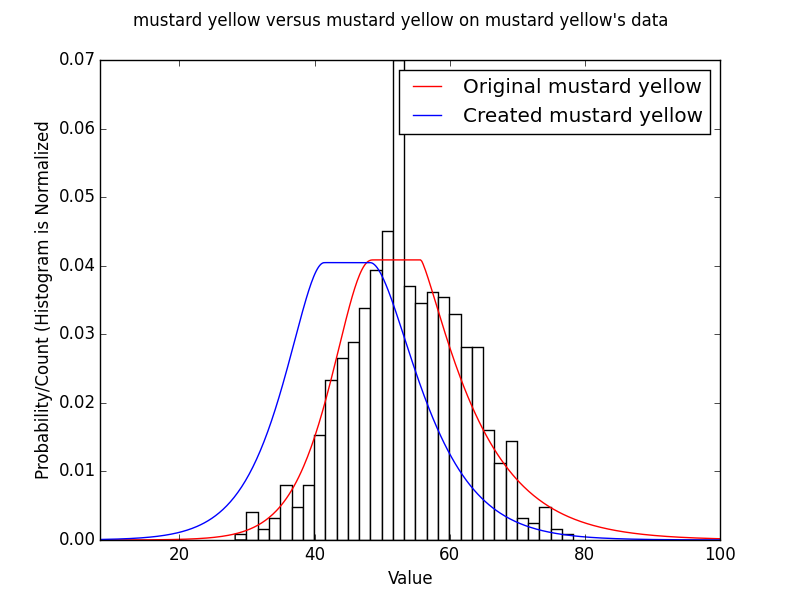 mustard yellow versus mustard yellow on mustard yellow's data
Probability/Count (Histogram is Normalized
0.07
0.06
0.05
0.04
0.03
0.02
0.01
0.00
Original mustard yellow
Created mustard yellow
20 40 60 80 100
Value